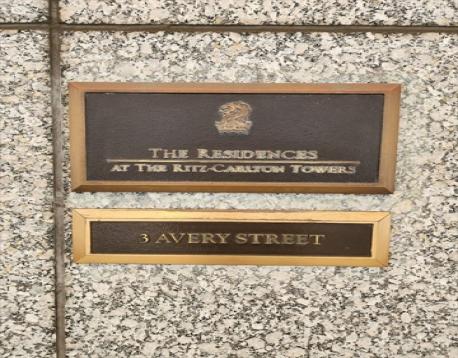 THE RESIDENCES
AT THE RITZ-CARLTON TOWERS
3 AVERY STREET